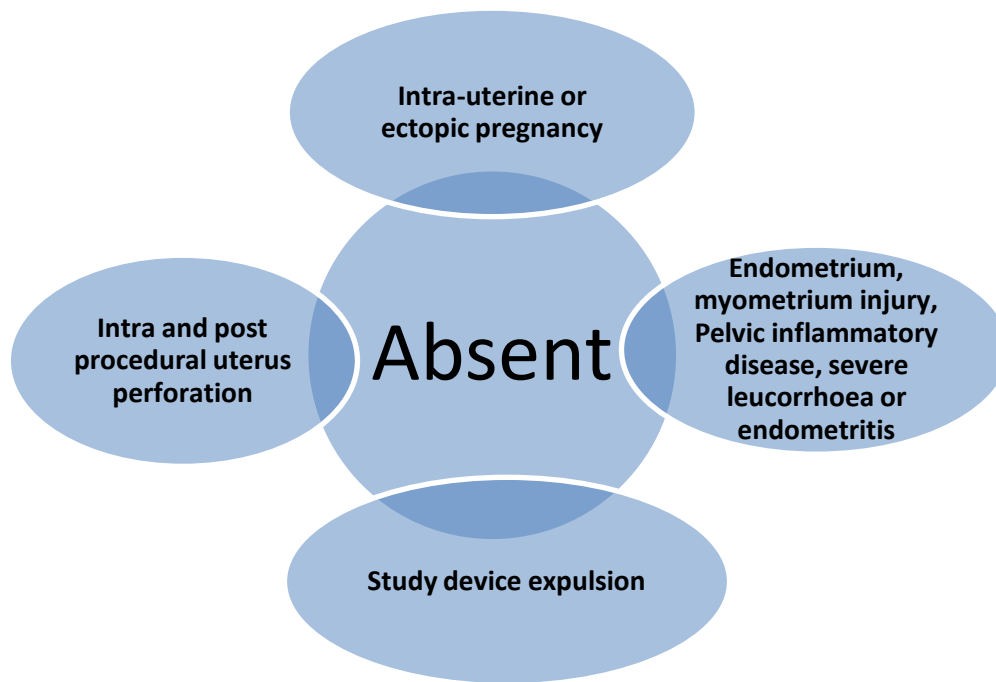 Intra-uterine or
ectopic pregnancy
Intra and post
procedural uterus
perforation
Absent
Endometrium,
myometrium injury,
Pelvic inflammatory
disease, severe
leucorrhoea or
endometritis
Study device expulsion